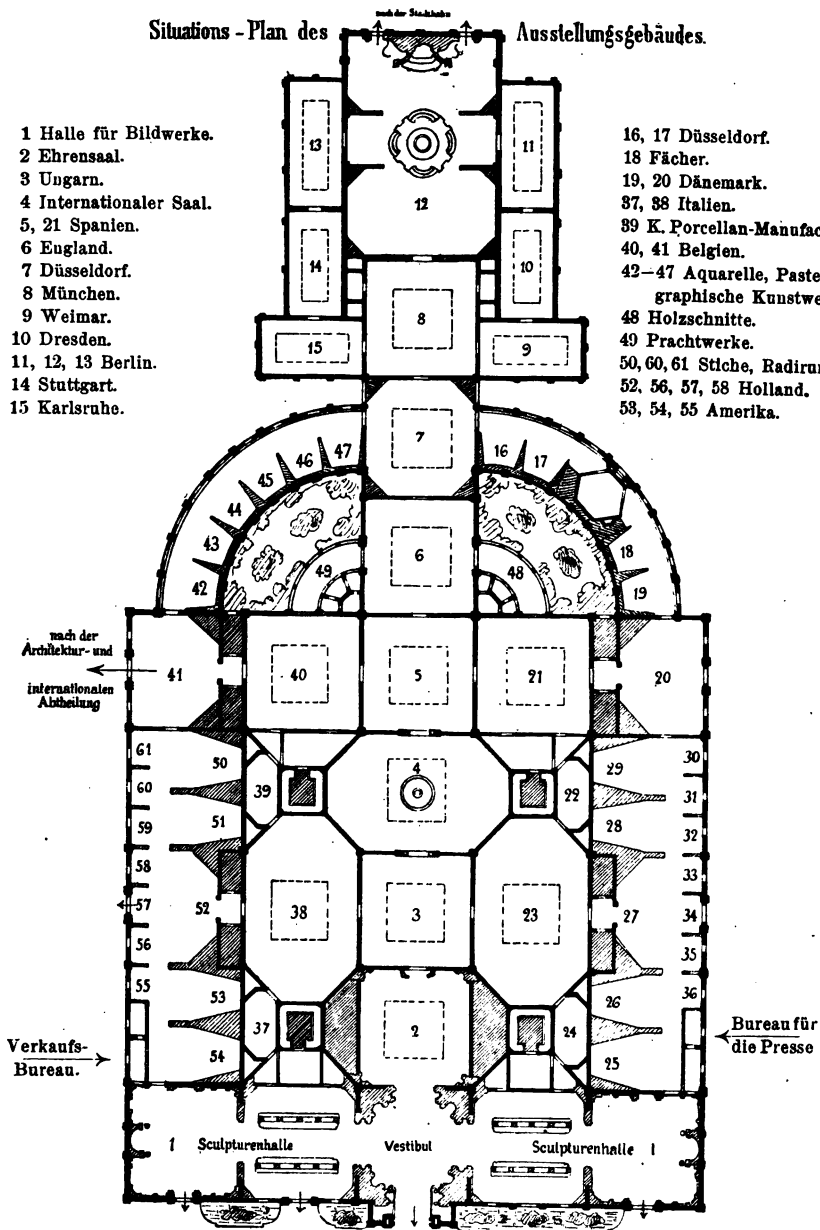 nach der Stadtbahn
Situations-Plan des Ausstellungsgebäudes.
1 Halle für Bildwerke.
2 Ehrensaal.
3 Ungarn.
4 Internationaler Saal.
5, 21 Spanien.
6 England.
7 Düsseldorf.
8 München.
9 Weimar.
10 Dresden.
11, 12, 13 Berlin.
14 Stuttgart.
15 Karlsruhe.
16, 17 Düsseldorf.
18 Fächer.
19, 20 Dänemark.
37, 38 Italien.
39 K. Porcellan-Manufac
40, 41 Belgien.
42–47 Aquarelle, Paste
graphische Kunstwe
48 Holzschnitte.
49 Prachtwerke.
50, 60, 61 Stiche, Radirun
52, 56, 57, 58 Holland.
53, 54, 55 Amerika.
13
11
12
14
10
8
15
9
7
47
46
45
44
43
42
16
17
18
19
6
49
48
nach der
Architektur- und
internationalen
Abtheilung
41
40
5
21
20
61
60
59
58
57
56
55
50
51
52
53
54
39
4
22
38
3
23
37
2
24
29
28
27
26
25
30
31
32
33
34
35
36
Verkaufs-
Bureau.
Bureau für
die Presse
1 Sculpturenhalle
Vestibul
Sculpturenhalle 1